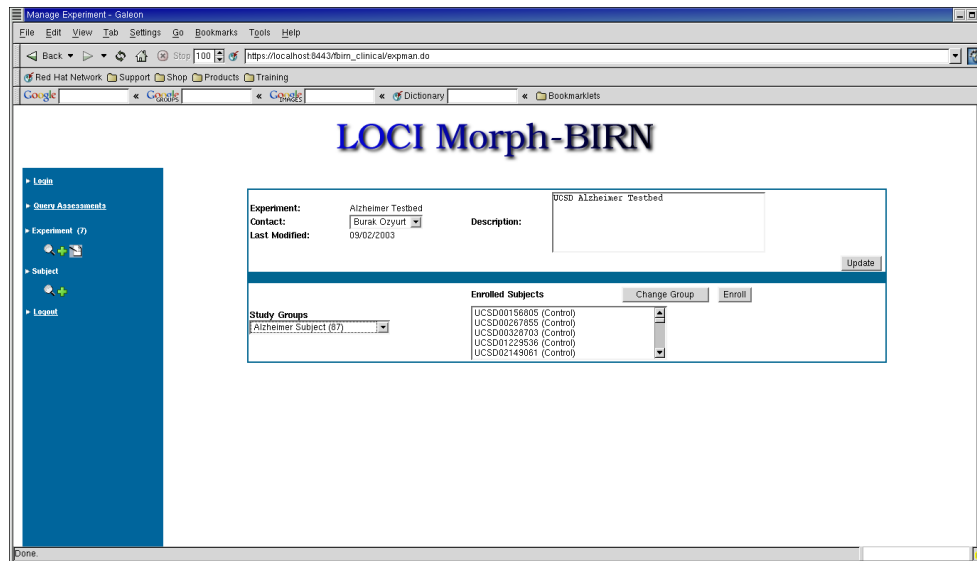 Manage Experiment - Galeon
File Edit View Tab Settings Go Bookmarks Tools Help
Back Stop 100 https://localhost:8443/fbirn_clinical/expman.do
Red Hat Network Support Shop Products Training
Google « Google GROUPS « Google IMAGES « Dictionary « Bookmarklets
LOCI Morph-BIRN
Login
Query Assessments
Experiment (7)
Subject
Logout
Experiment: Alzheimer Testbed
Contact: Burak Ozyurt
Last Modified: 09/02/2003
Description:
UCSD Alzheimer Testbed
Update
Enrolled Subjects Change Group Enroll
Study Groups
Alzheimer Subject (87)
UCSD00156805 (Control)
UCSD00267855 (Control)
UCSD00328703 (Control)
UCSD01229536 (Control)
UCSD02149061 (Control)
Done.